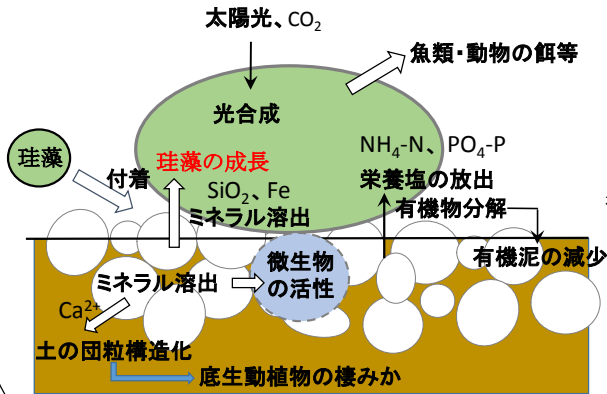 太陽光、CO₂
魚類・動物の餌等
光合成
珪藻
付着
珪藻の成長
NH₄-N、PO₄-P
栄養塩の放出
SiO₂、Fe
ミネラル溶出
有機物分解
有機泥の減少
微生物
の活性
ミネラル溶出
Ca²⁺
土の団粒構造化
底生動植物の棲みか